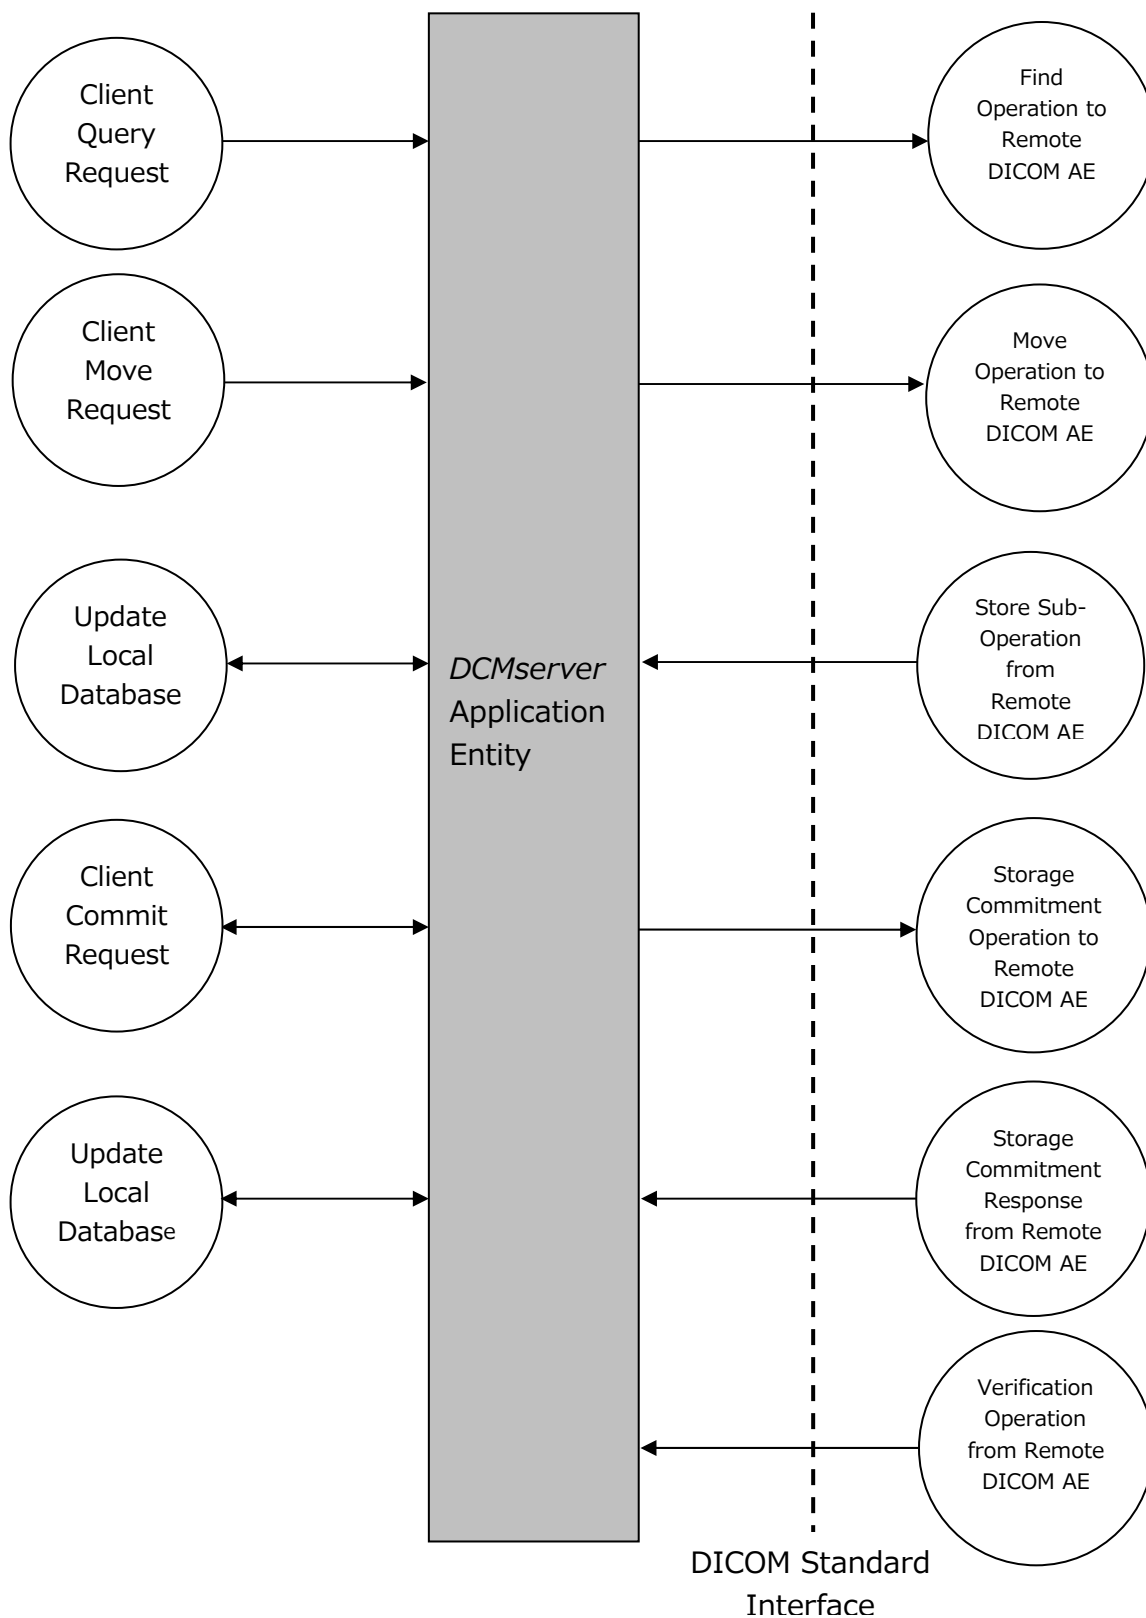 Client
Query
Request
Find
Operation to
Remote
DICOM AE
Client
Move
Request
Move
Operation to
Remote
DICOM AE
Update
Local
Database
DCMserver
Application
Entity
Store Sub-
Operation
from
Remote
DICOM AE
Client
Commit
Request
Storage
Commitment
Operation to
Remote
DICOM AE
Update
Local
Database
Storage
Commitment
Response
from Remote
DICOM AE
Verification
Operation
from Remote
DICOM AE
DICOM Standard
Interface